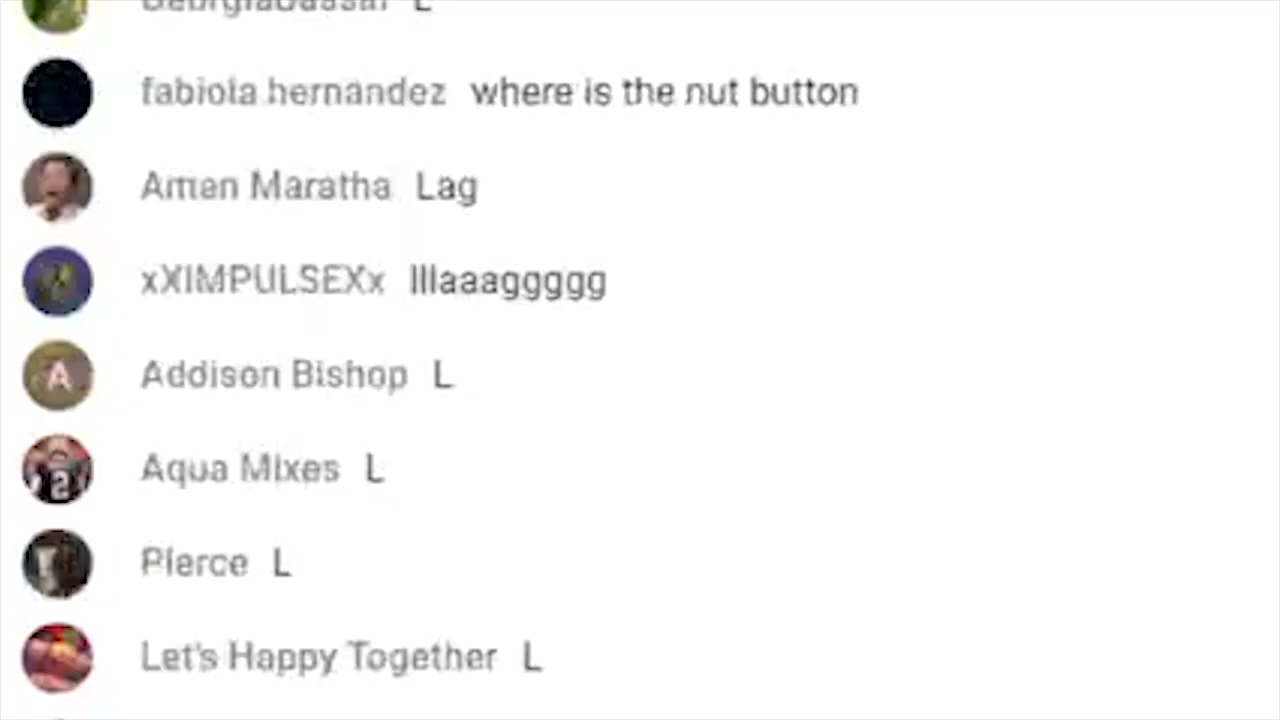 L
fabiola hernandez where is the nut button
Aman Maratha Lag
xXIMPULSEXx lllaaaggggg
A Addison Bishop L
2 Aqua Mixes L
Pierce L
Let's Happy Together L